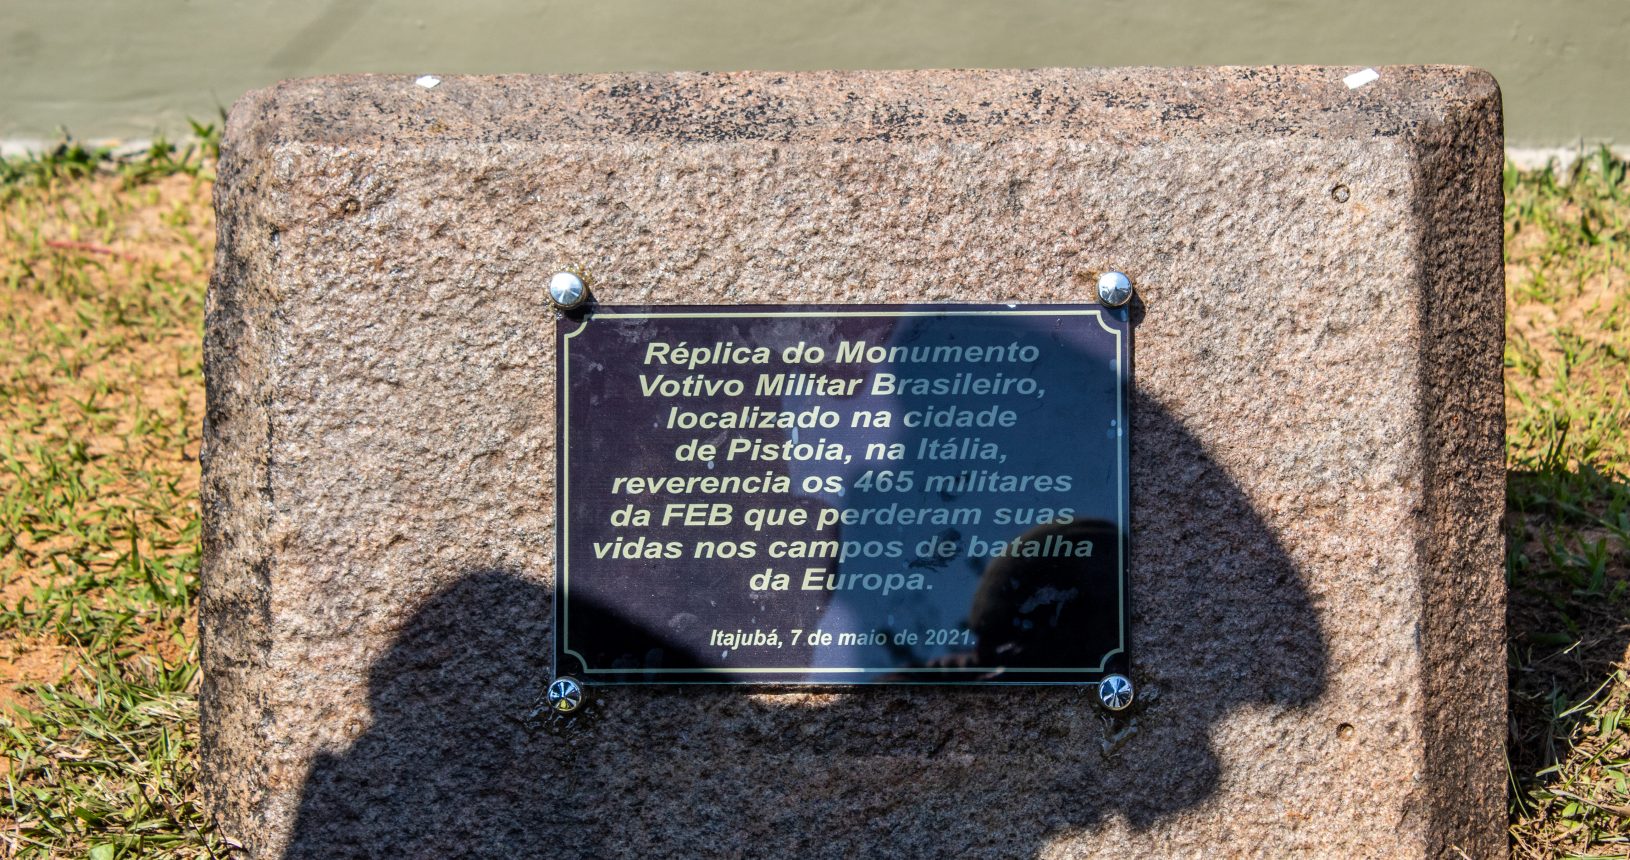 Réplica do Monumento
Votivo Militar Brasileiro,
localizado na cidade
de Pistoia, na Itália,
reverencia os 465 militares
da FEB que perderam suas
vidas nos campos de batalha
da Europa.
Itajubá, 7 de maio de 2021.